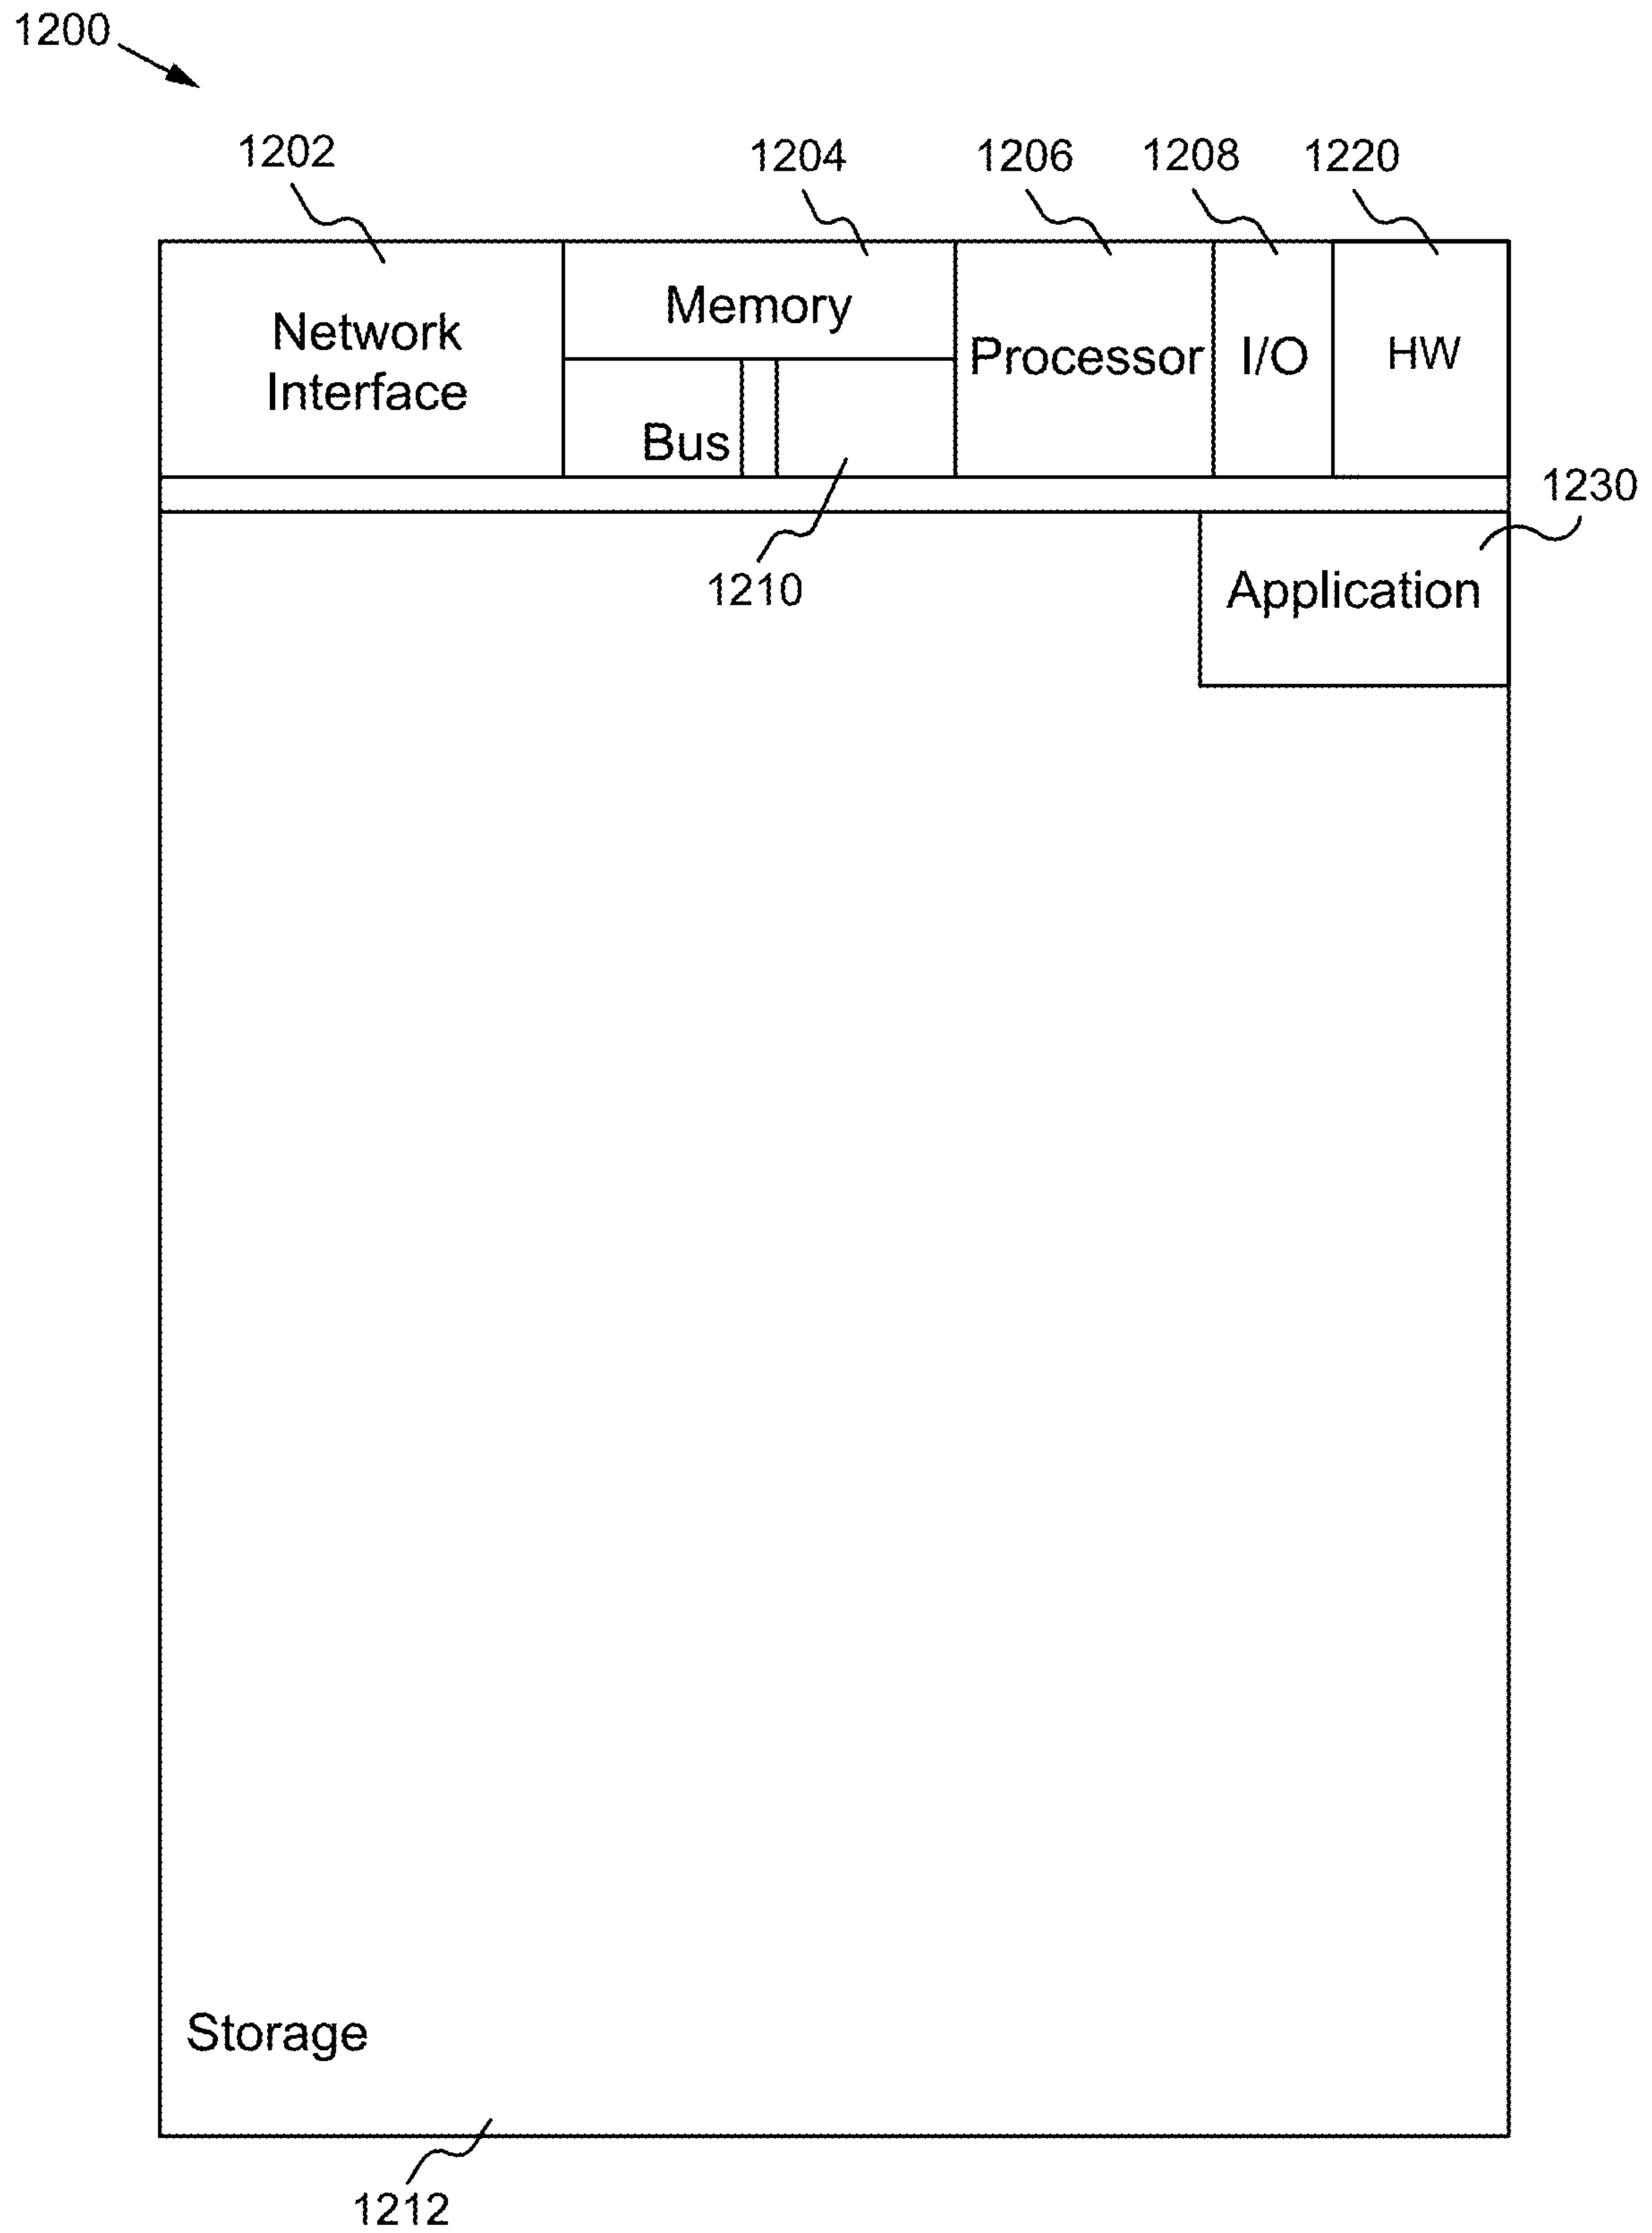 1200
1202
1204
1206
1208
1220
Network
Interface
Memory
Processor
I/O
HW
Bus
1230
1210
Application
Storage
1212